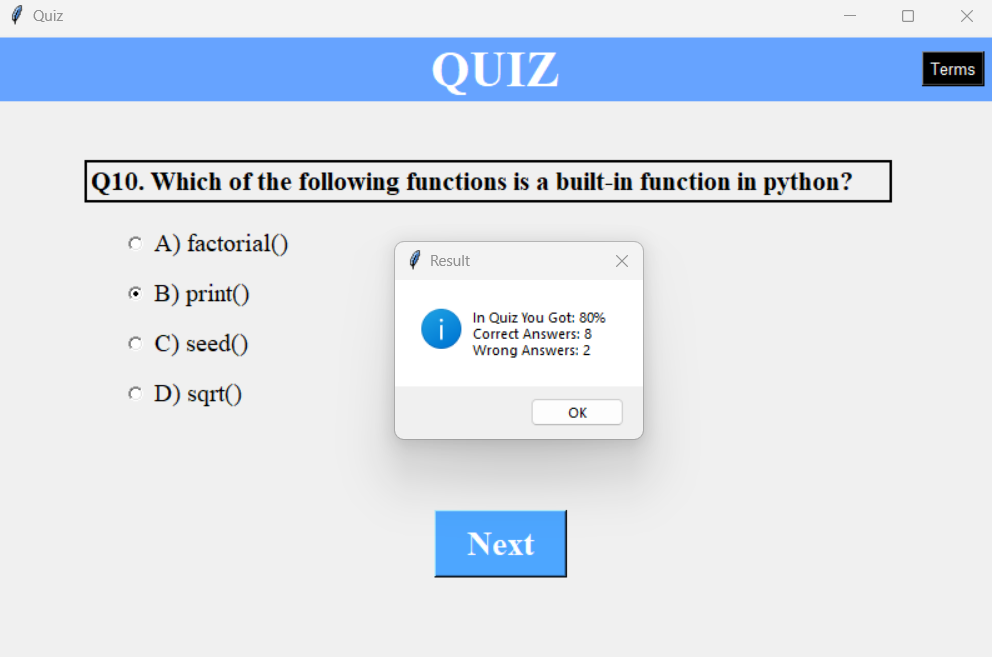 Quiz
QUIZ
Terms
Q10. Which of the following functions is a built-in function in python?
A) factorial()
B) print()
C) seed()
D) sqrt()
Result
In Quiz You Got: 80%
Correct Answers: 8
Wrong Answers: 2
OK
Next